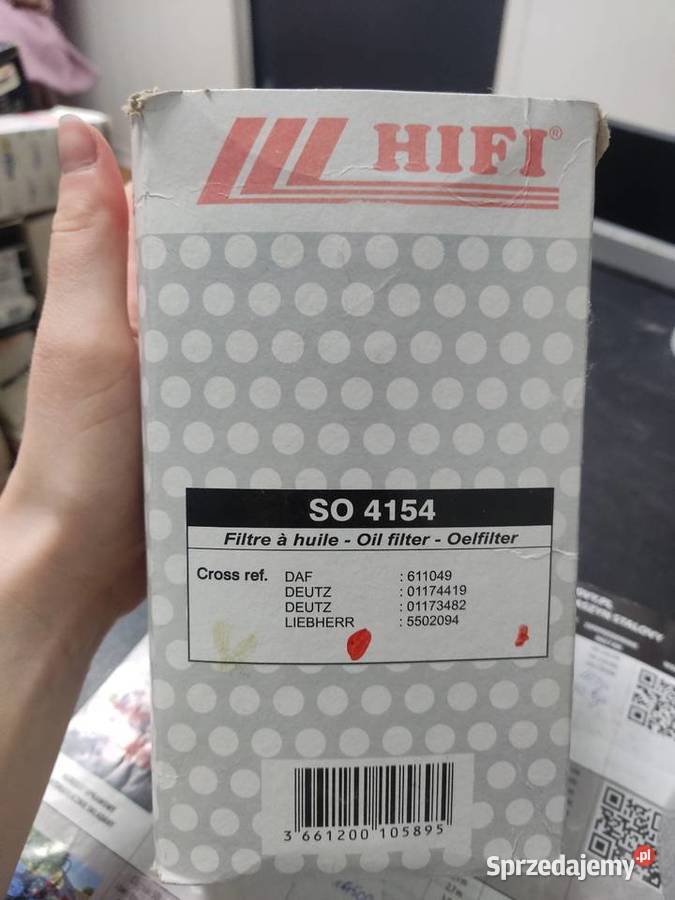 HIFI®
SO 4154
Filtre à huile - Oil filter - Oelfilter
Cross ref. DAF : 611049
DEUTZ : 01174419
DEUTZ : 01173482
LIEBHERR : 5502094
3 661200 105895
Sprzedajemy.pl